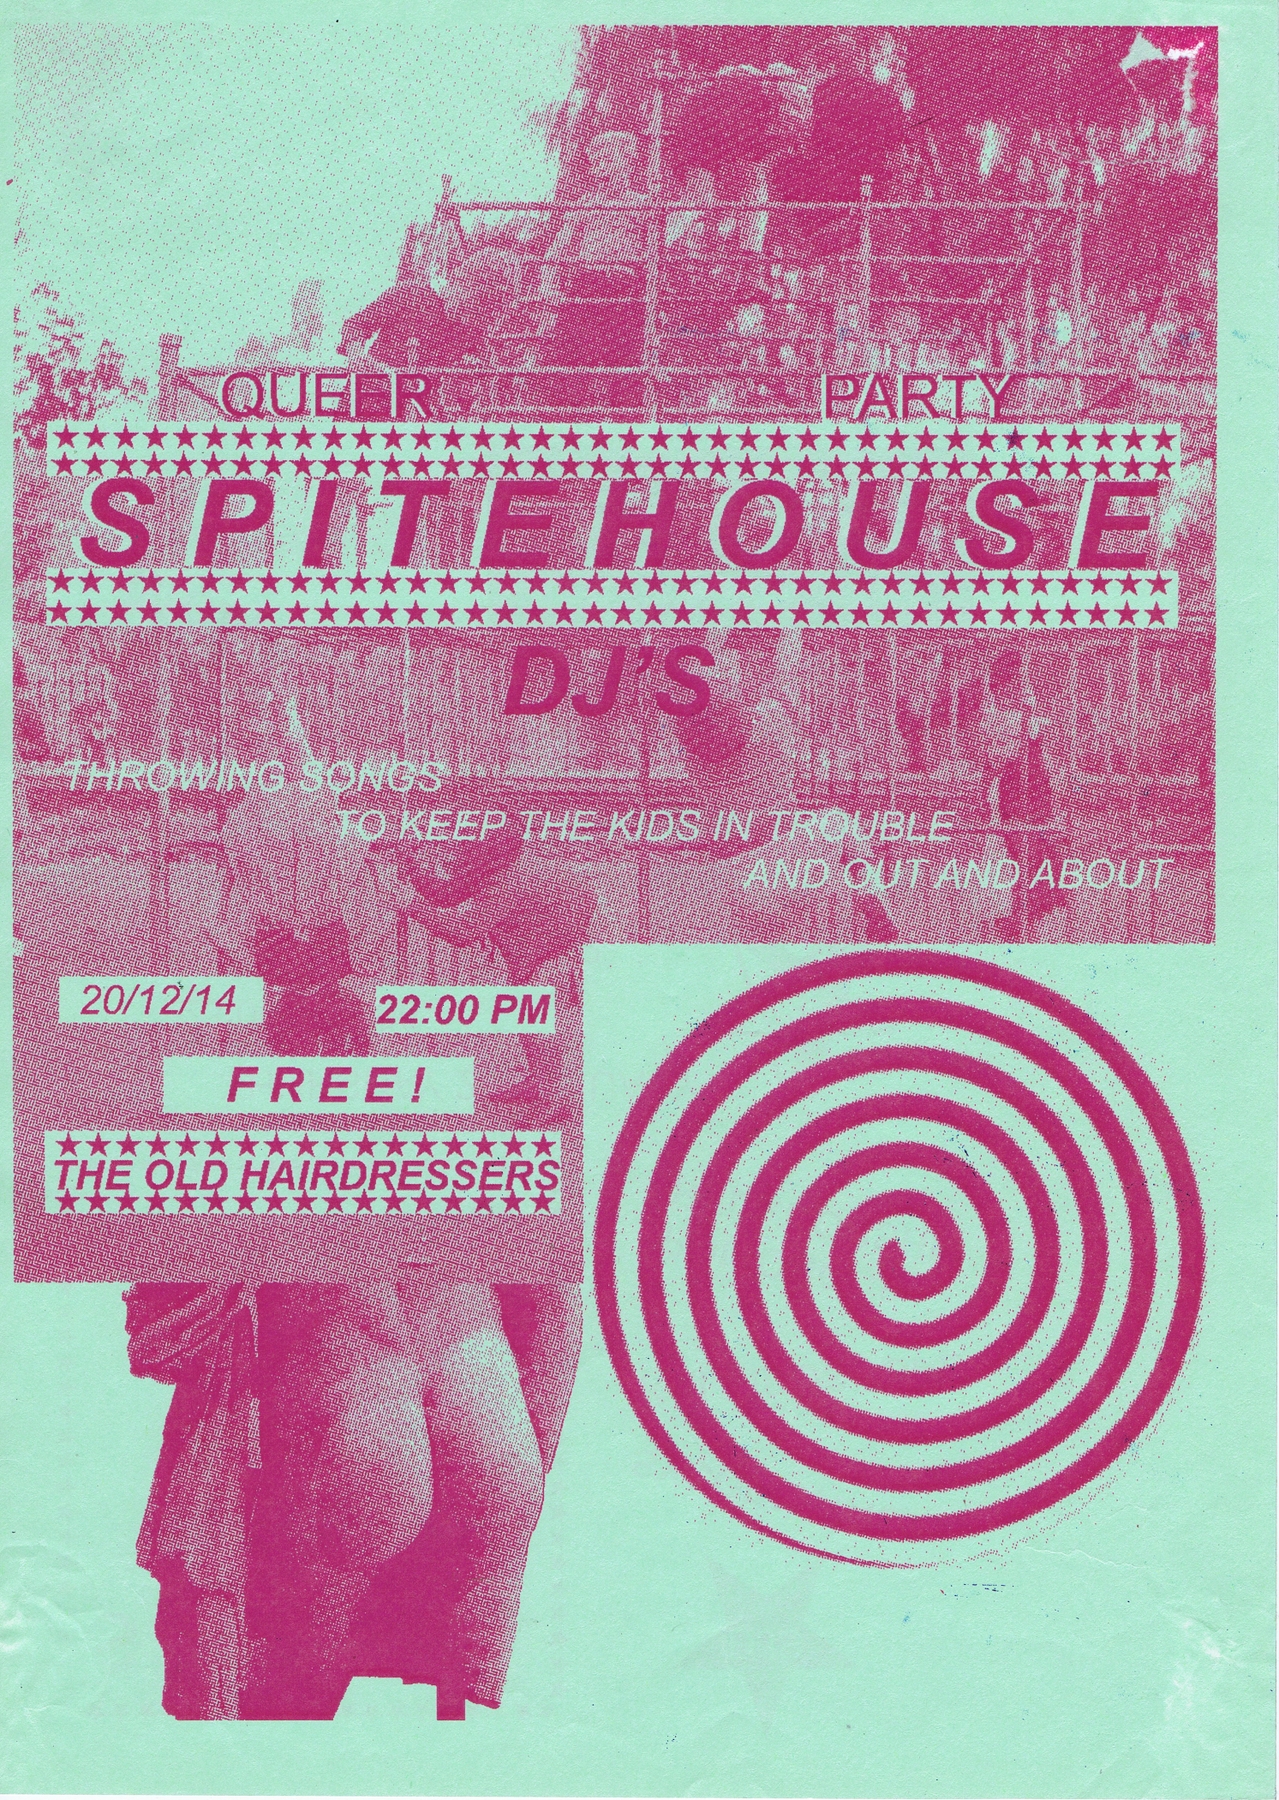 QUEER PARTY
SPITEHOUSE
DJ'S
THROWING SONGS
TO KEEP THE KIDS IN TROUBLE
AND OUT AND ABOUT
20/12/14 22:00 PM
FREE!
THE OLD HAIRDRESSERS